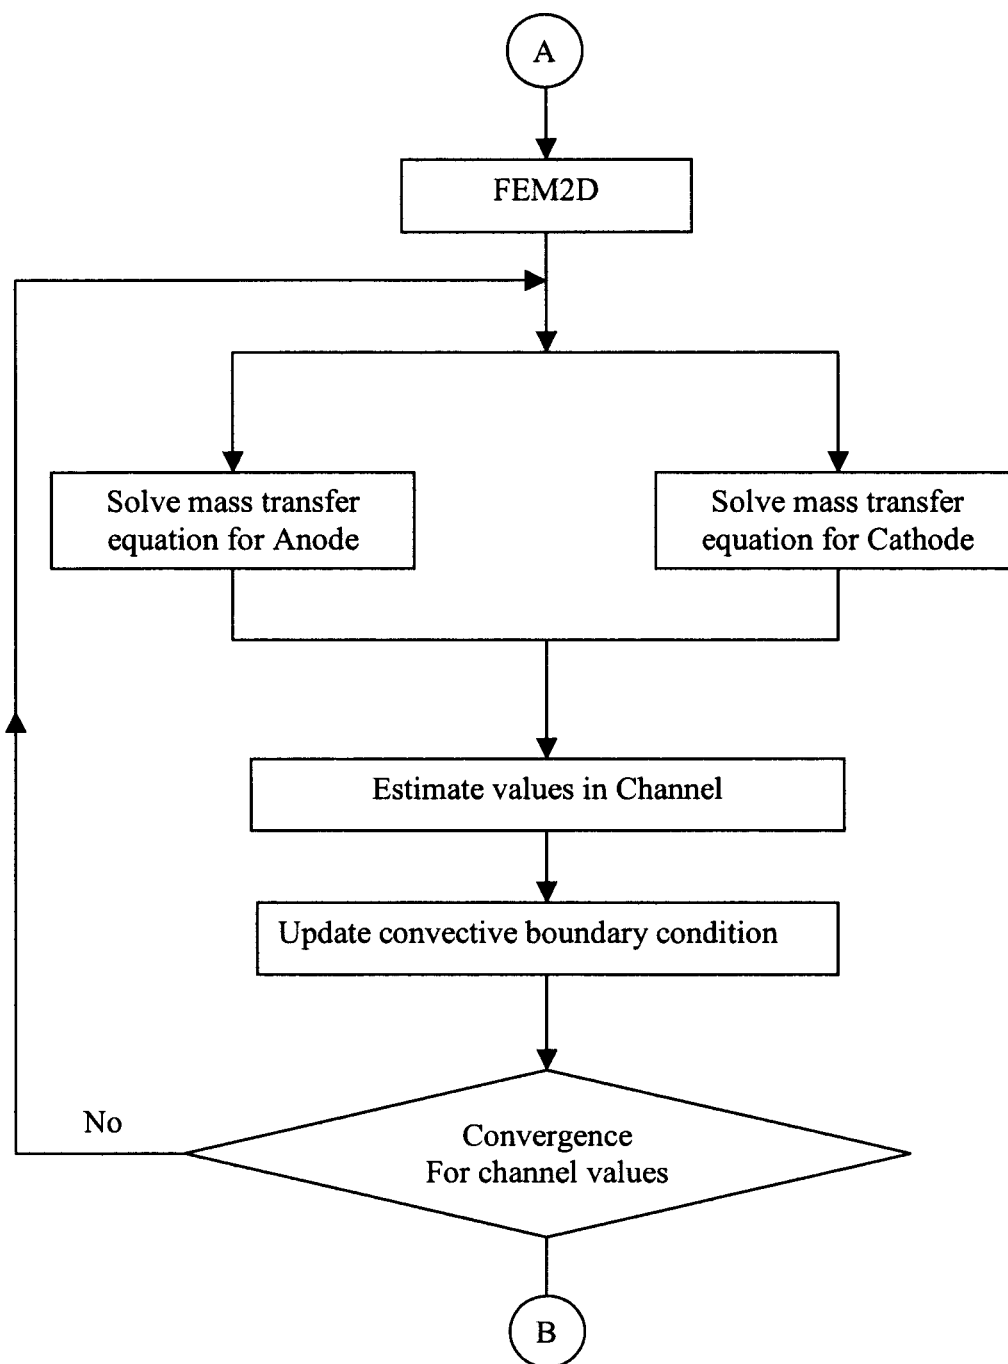 A
FEM2D
Solve mass transfer
equation for Anode
Solve mass transfer
equation for Cathode
Estimate values in Channel
Update convective boundary condition
No
Convergence
For channel values
B